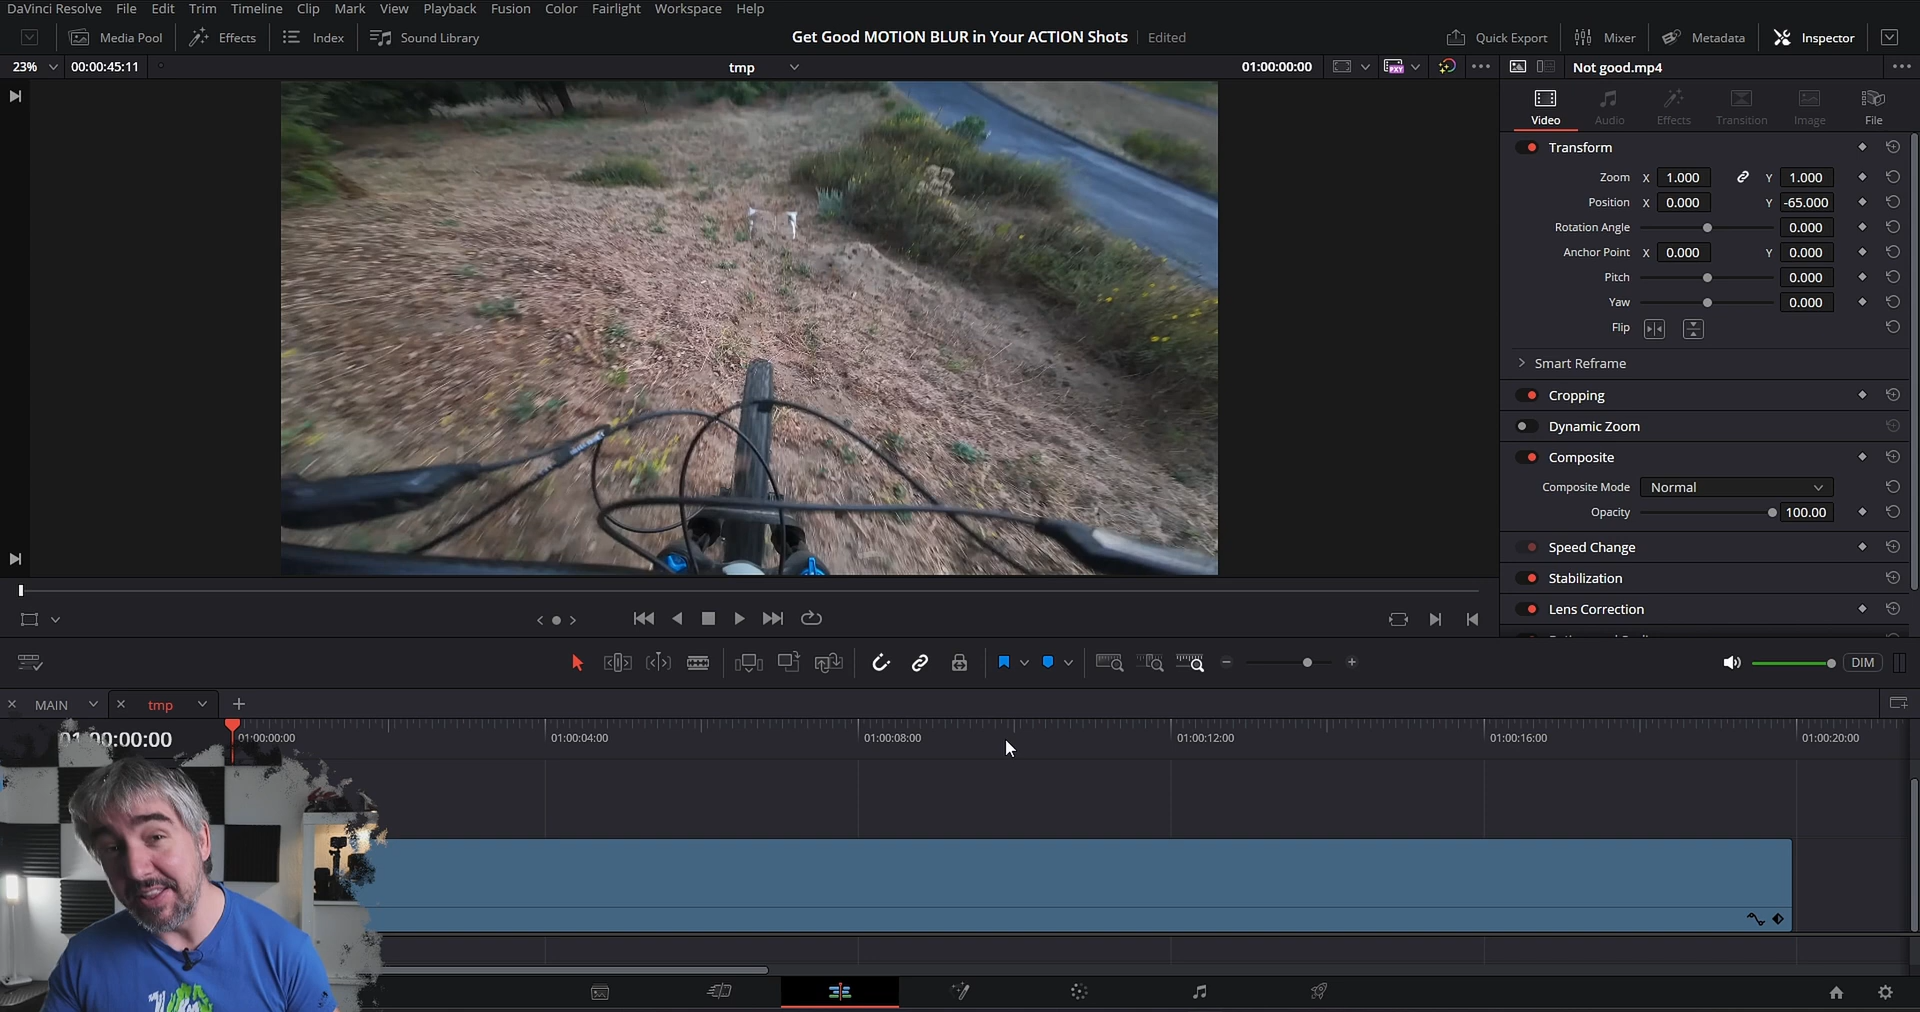 DaVinci Resolve File Edit Trim Timeline Clip Mark View Playback Fusion Color Fairlight Workspace Help
Media Pool Effects Index Sound Library Get Good MOTION BLUR in Your ACTION Shots Edited Quick Export Mixer Metadata Inspector
23% 00:00:45:11 tmp 01:00:00:00 PXY Not good.mp4
Video Audio Effects Transition Image File
Transform
Zoom X 1.000 Y 1.000
Position X 0.000 Y -65.000
Rotation Angle 0.000
Anchor Point X 0.000 Y 0.000
Pitch 0.000
Yaw 0.000
Flip
Smart Reframe
Cropping
Dynamic Zoom
Composite
Composite Mode Normal
Opacity 100.00
Speed Change
Stabilization
Lens Correction
DIM
MAIN tmp
01:00:00:00 01:00:00:00 01:00:04:00 01:00:08:00 01:00:12:00 01:00:16:00 01:00:20:00